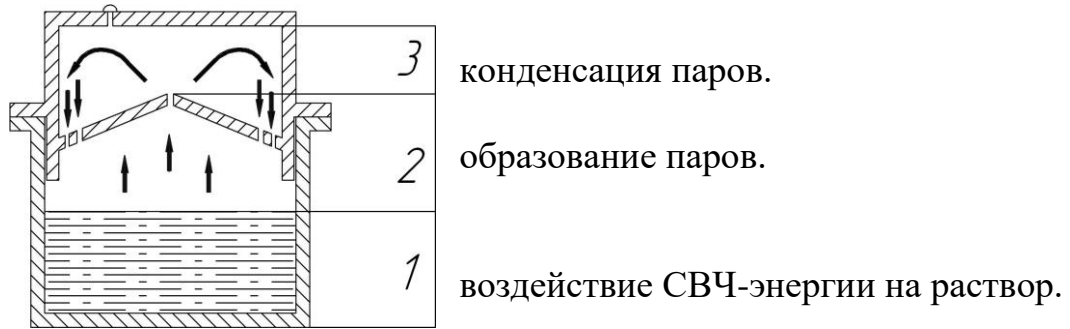 3 конденсация паров.
2 образование паров.
1 воздействие СВЧ-энергии на раствор.